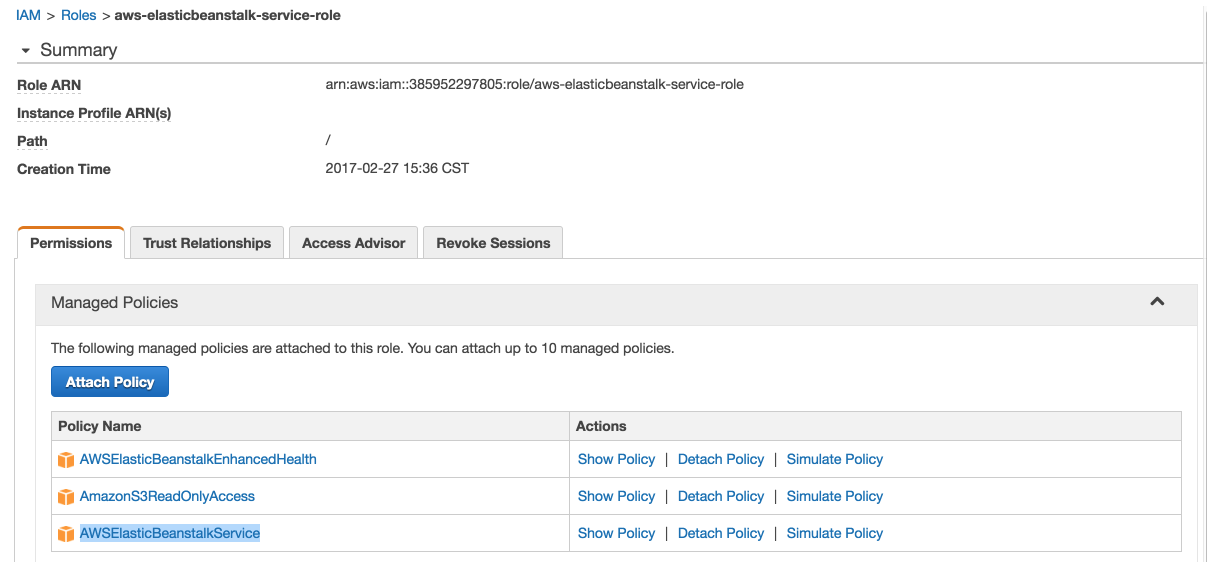 IAM > Roles > aws-elasticbeanstalk-service-role
Summary
Role ARN arn:aws:iam::385952297805:role/aws-elasticbeanstalk-service-role
Instance Profile ARN(s)
Path /
Creation Time 2017-02-27 15:36 CST
Permissions Trust Relationships Access Advisor Revoke Sessions
Managed Policies
The following managed policies are attached to this role. You can attach up to 10 managed policies.
Attach Policy
Policy Name Actions
AWSElasticBeanstalkEnhancedHealth Show Policy | Detach Policy | Simulate Policy
AmazonS3ReadOnlyAccess Show Policy | Detach Policy | Simulate Policy
AWSElasticBeanstalkService Show Policy | Detach Policy | Simulate Policy